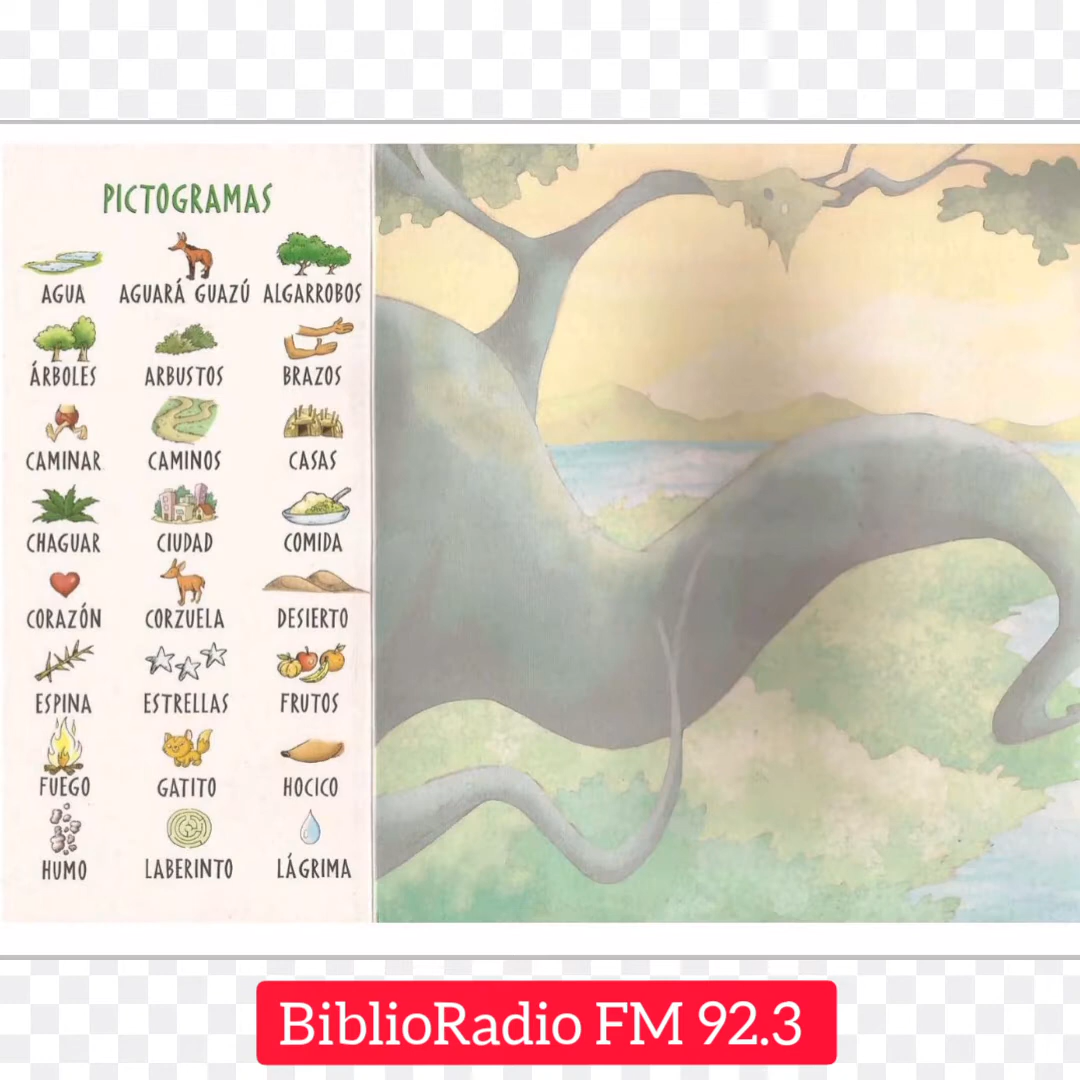 PICTOGRAMAS
AGUA AGUARÁ GUAZÚ ALGARROBOS
ÁRBOLES ARBUSTOS BRAZOS
CAMINAR CAMINOS CASAS
CHAGUAR CIUDAD COMIDA
CORAZÓN CORZUELA DESIERTO
ESPINA ESTRELLAS FRUTOS
FUEGO GATITO HOCICO
HUMO LABERINTO LÁGRIMA
BiblioRadio FM 92.3